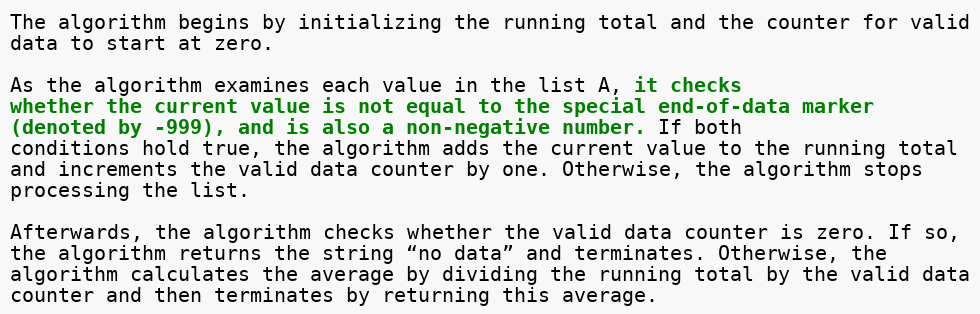 The algorithm begins by initializing the running total and the counter for valid
data to start at zero.
As the algorithm examines each value in the list A, it checks
whether the current value is not equal to the special end-of-data marker
(denoted by -999), and is also a non-negative number. If both
conditions hold true, the algorithm adds the current value to the running total
and increments the valid data counter by one. Otherwise, the algorithm stops
processing the list.
Afterwards, the algorithm checks whether the valid data counter is zero. If so,
the algorithm returns the string “no data” and terminates. Otherwise, the
algorithm calculates the average by dividing the running total by the valid data
counter and then terminates by returning this average.